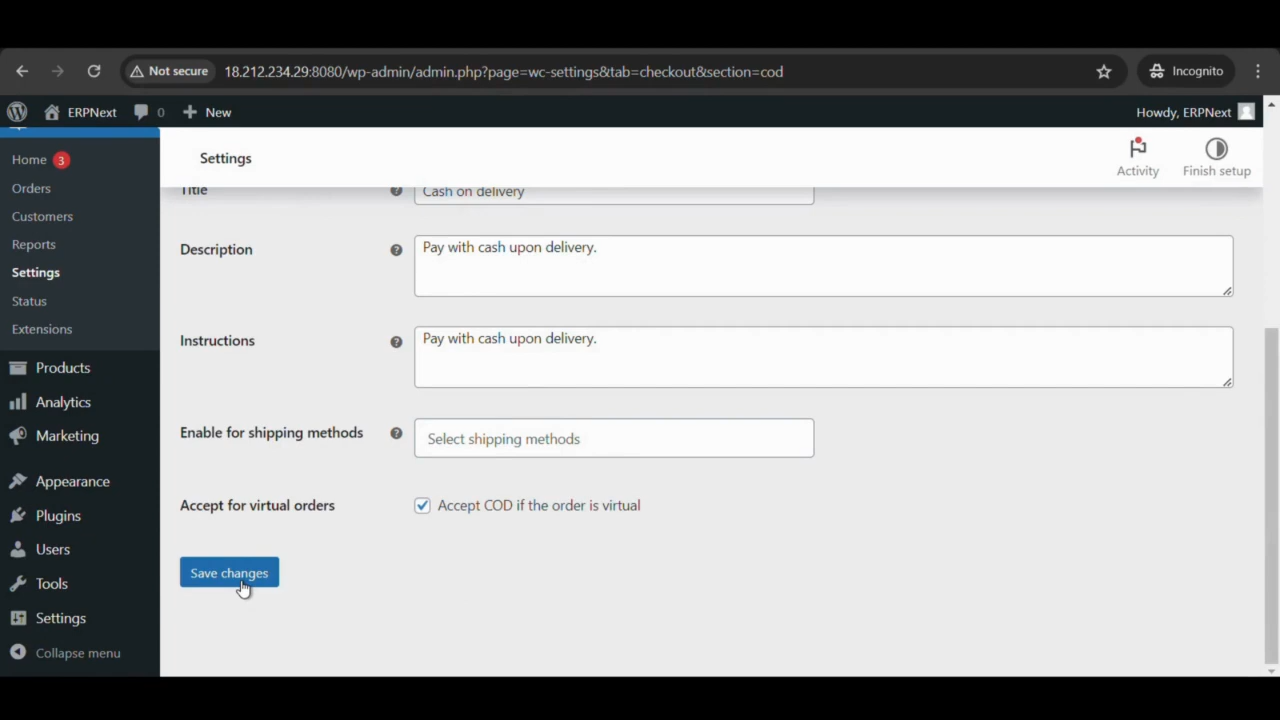 Not secure
18.212.234.29:8080/wp-admin/admin.php?page=wc-settings&tab=checkout&section=cod
Incognito
ERPNext
0
New
Howdy, ERPNext
Home 3
Orders
Customers
Reports
Settings
Status
Extensions
Products
Analytics
Marketing
Appearance
Plugins
Users
Tools
Settings
Collapse menu
Settings
Activity
Finish setup
Title
Cash on delivery
Description
Pay with cash upon delivery.
Instructions
Pay with cash upon delivery.
Enable for shipping methods
Select shipping methods
Accept for virtual orders
Accept COD if the order is virtual
Save changes